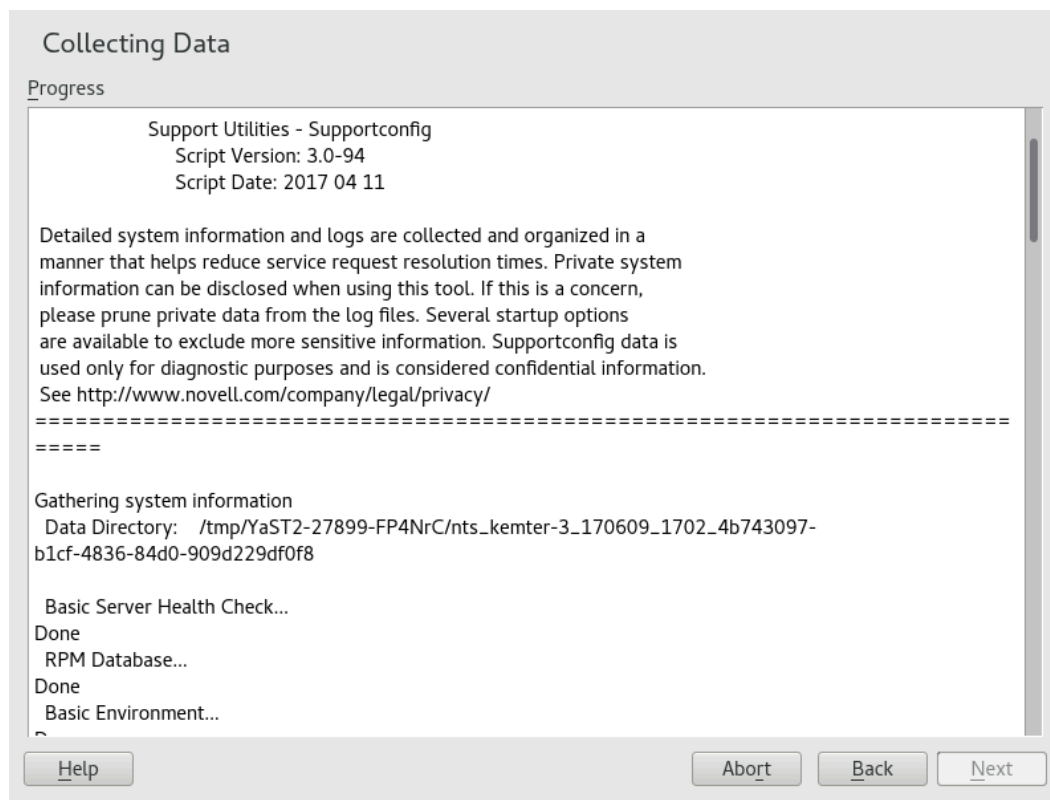 Collecting Data
Progress
Support Utilities - Supportconfig
Script Version: 3.0-94
Script Date: 2017 04 11
Detailed system information and logs are collected and organized in a
manner that helps reduce service request resolution times. Private system
information can be disclosed when using this tool. If this is a concern,
please prune private data from the log files. Several startup options
are available to exclude more sensitive information. Supportconfig data is
used only for diagnostic purposes and is considered confidential information.
See http://www.novell.com/company/legal/privacy/
========================================================================
=====
Gathering system information
Data Directory: /tmp/YaST2-27899-FP4NrC/nts_kemter-3_170609_1702_4b743097-
b1cf-4836-84d0-909d229df0f8
Basic Server Health Check...
Done
RPM Database...
Done
Basic Environment...
Help
Abort
Back
Next